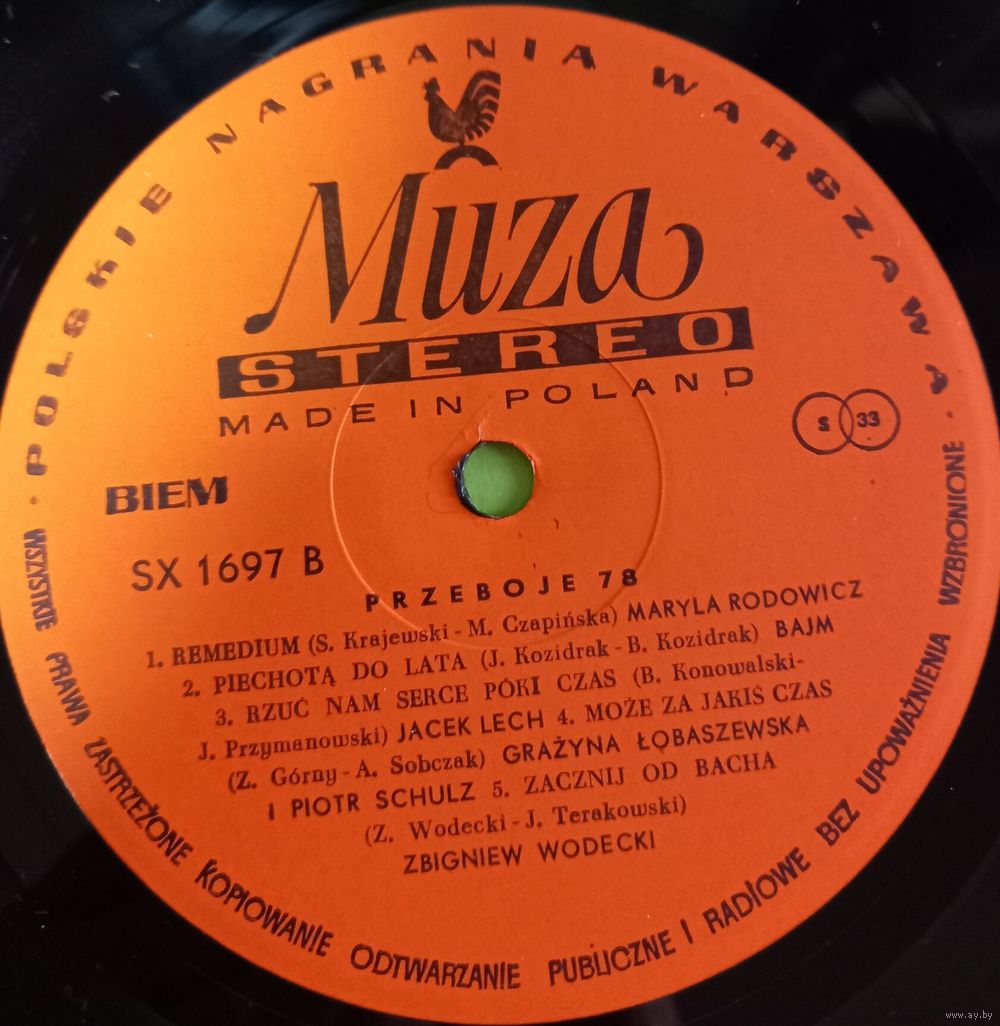 POLSKIE NAGRANIA WARSZAWA ·
Muza
STEREO
MADE IN POLAND
S 33
BIEM
SX 1697 B
PRZEBOJE 78
1. REMEDIUM (S. Krajewski - M. Czapińska) MARYLA RODOWICZ
2. PIECHOTĄ DO LATA (J. Kozidrak - B. Kozidrak) BAJM
3. RZUĆ NAM SERCE PÓKI CZAS (B. Konowalski-
J. Przymanowski) JACEK LECH 4. MOŻE ZA JAKIŚ CZAS
(Z. Górny - A. Sobczak) GRAŻYNA ŁOBASZEWSKA
I PIOTR SCHULZ 5. ZACZNIJ OD BACHA
(Z. Wodecki - J. Terakowski)
ZBIGNIEW WODECKI
· WSZYSTKIE PRAWA ZASTRZEŻONE KOPIOWANIE ODTWARZANIE PUBLICZNE I RADIOWE BEZ UPOWAŻNIENIA WZBRONIONE
www.ay.by